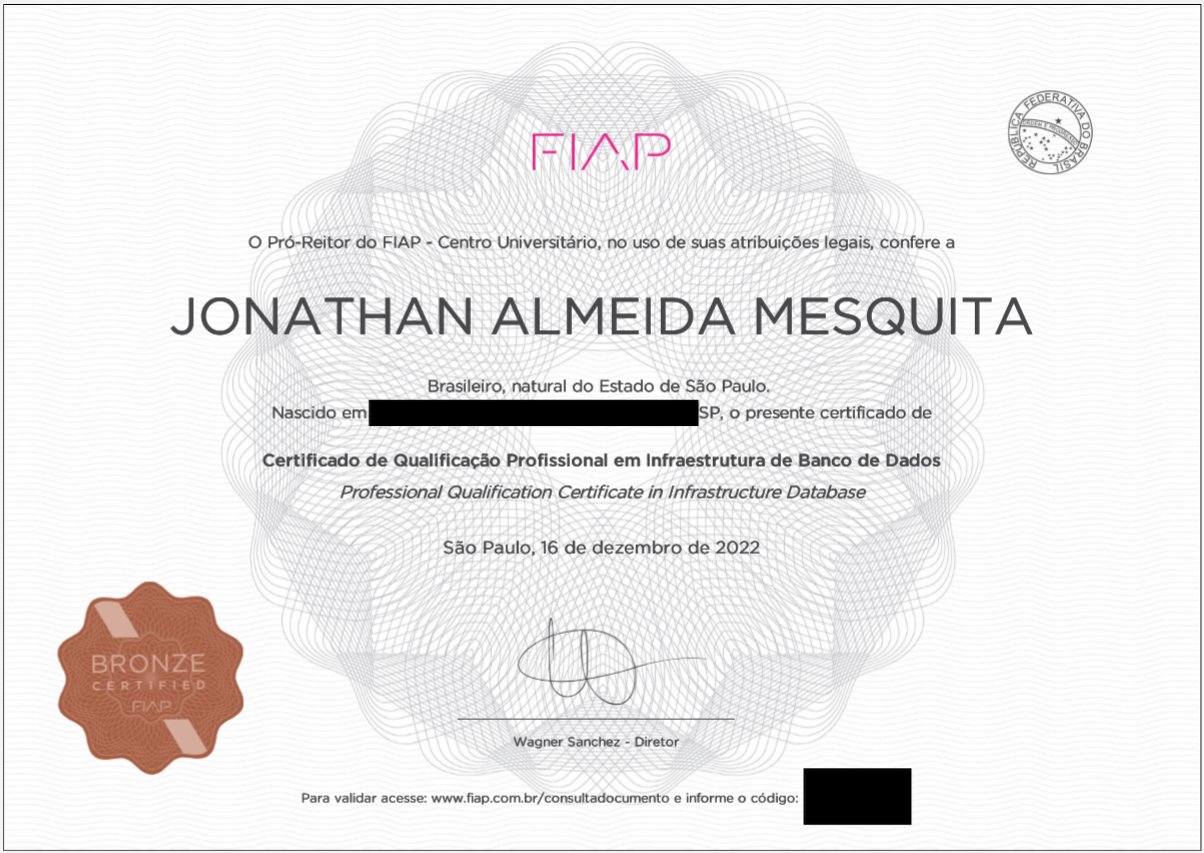 FIAP
REPÚBLICA FEDERATIVA DO BRASIL
ORDEM E PROGRESSO
O Pró-Reitor do FIAP - Centro Universitário, no uso de suas atribuições legais, confere a
JONATHAN ALMEIDA MESQUITA
Brasileiro, natural do Estado de São Paulo.
Nascido em SP, o presente certificado de
Certificado de Qualificação Profissional em Infraestrutura de Banco de Dados
Professional Qualification Certificate in Infrastructure Database
São Paulo, 16 de dezembro de 2022
BRONZE
CERTIFIED
FIAP
Wagner Sanchez - Diretor
Para validar acesse: www.fiap.com.br/consultadocumento e informe o código: